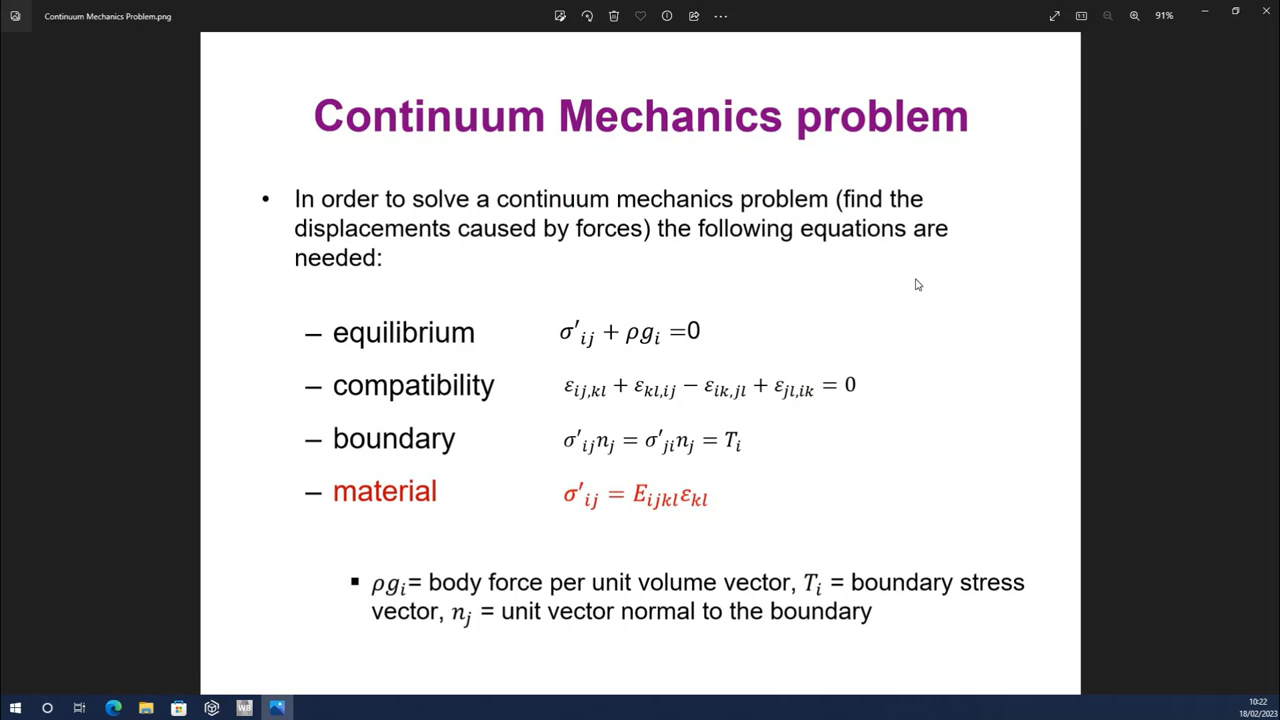 Continuum Mechanics Problem.png
91%
Continuum Mechanics problem
• In order to solve a continuum mechanics problem (find the
displacements caused by forces) the following equations are
needed:
– equilibrium σ'ᵢⱼ + ρgᵢ =0
– compatibility εᵢⱼ,ₖₗ + εₖₗ,ᵢⱼ − εᵢₖ,ⱼₗ + εⱼₗ,ᵢₖ = 0
– boundary σ'ᵢⱼnⱼ = σ'ⱼᵢnⱼ = Tᵢ
– material σ'ᵢⱼ = Eᵢⱼₖₗεₖₗ
▪ ρgᵢ= body force per unit volume vector, Tᵢ = boundary stress
vector, nⱼ = unit vector normal to the boundary
WB
10:22
18/02/2023